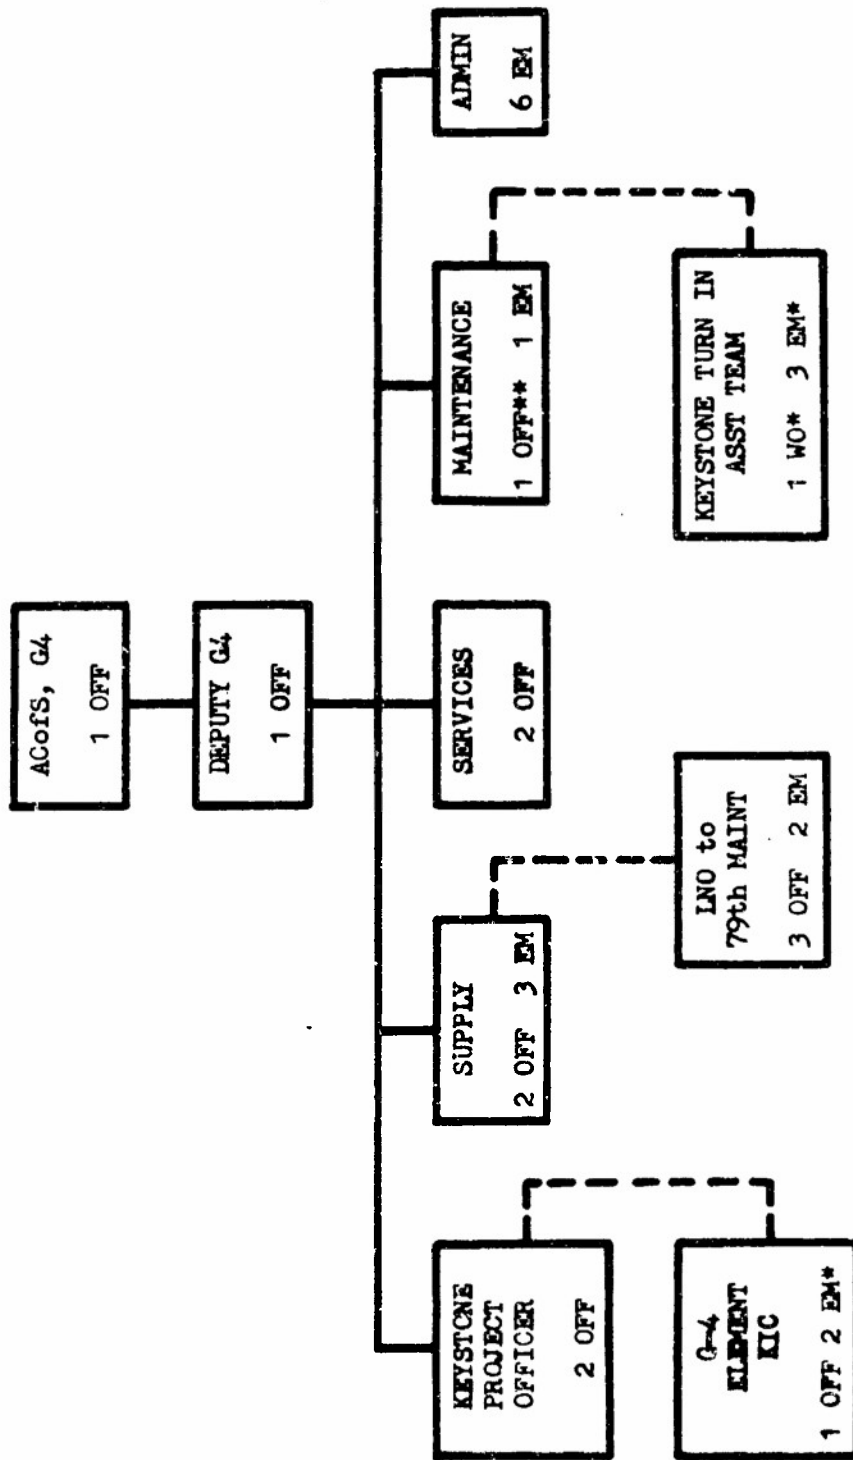 ACofS, G4
1 OFF
DEPUTY G4
1 OFF
KEYSTONE
PROJECT
OFFICER
2 OFF
SUPPLY
2 OFF 3 EM
SERVICES
2 OFF
MAINTENANCE
1 OFF** 1 EM
ADMIN
6 EM
G-4
ELEMENT
KIC
1 OFF 2 EM*
LNO to
79th MAINT
3 OFF 2 EM
KEYSTONE TURN IN
ASST TEAM
1 WO* 3 EM*